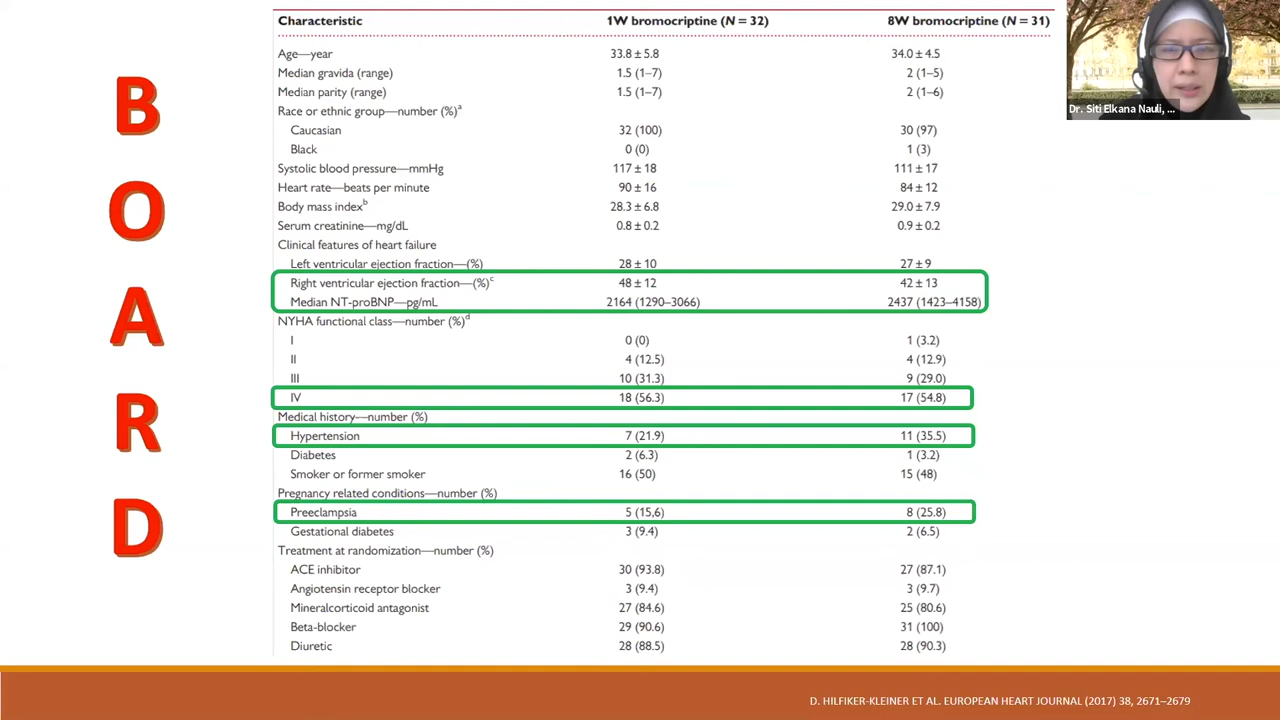 B
O
A
R
D
Characteristic 1W bromocriptine (N = 32) 8W bromocriptine (N = 31)
Age—year 33.8 ± 5.8 34.0 ± 4.5
Median gravida (range) 1.5 (1–7) 2 (1–5)
Median parity (range) 1.5 (1–7) 2 (1–6)
Race or ethnic group—number (%)a
Caucasian 32 (100) 30 (97)
Black 0 (0) 1 (3)
Systolic blood pressure—mmHg 117 ± 18 111 ± 17
Heart rate—beats per minute 90 ± 16 84 ± 12
Body mass indexb 28.3 ± 6.8 29.0 ± 7.9
Serum creatinine—mg/dL 0.8 ± 0.2 0.9 ± 0.2
Clinical features of heart failure
Left ventricular ejection fraction—(%) 28 ± 10 27 ± 9
Right ventricular ejection fraction—(%)c 48 ± 12 42 ± 13
Median NT-proBNP—pg/mL 2164 (1290–3066) 2437 (1423–4158)
NYHA functional class—number (%)d
I 0 (0) 1 (3.2)
II 4 (12.5) 4 (12.9)
III 10 (31.3) 9 (29.0)
IV 18 (56.3) 17 (54.8)
Medical history—number (%)
Hypertension 7 (21.9) 11 (35.5)
Diabetes 2 (6.3) 1 (3.2)
Smoker or former smoker 16 (50) 15 (48)
Pregnancy related conditions—number (%)
Preeclampsia 5 (15,6) 8 (25.8)
Gestational diabetes 3 (9.4) 2 (6.5)
Treatment at randomization—number (%)
ACE inhibitor 30 (93.8) 27 (87.1)
Angiotensin receptor blocker 3 (9.4) 3 (9.7)
Mineralcorticoid antagonist 27 (84.6) 25 (80.6)
Beta-blocker 29 (90.6) 31 (100)
Diuretic 28 (88.5) 28 (90.3)
Dr. Siti Elkana Nauli, ...
D. HILFIKER-KLEINER ET AL. EUROPEAN HEART JOURNAL (2017) 38, 2671–2679